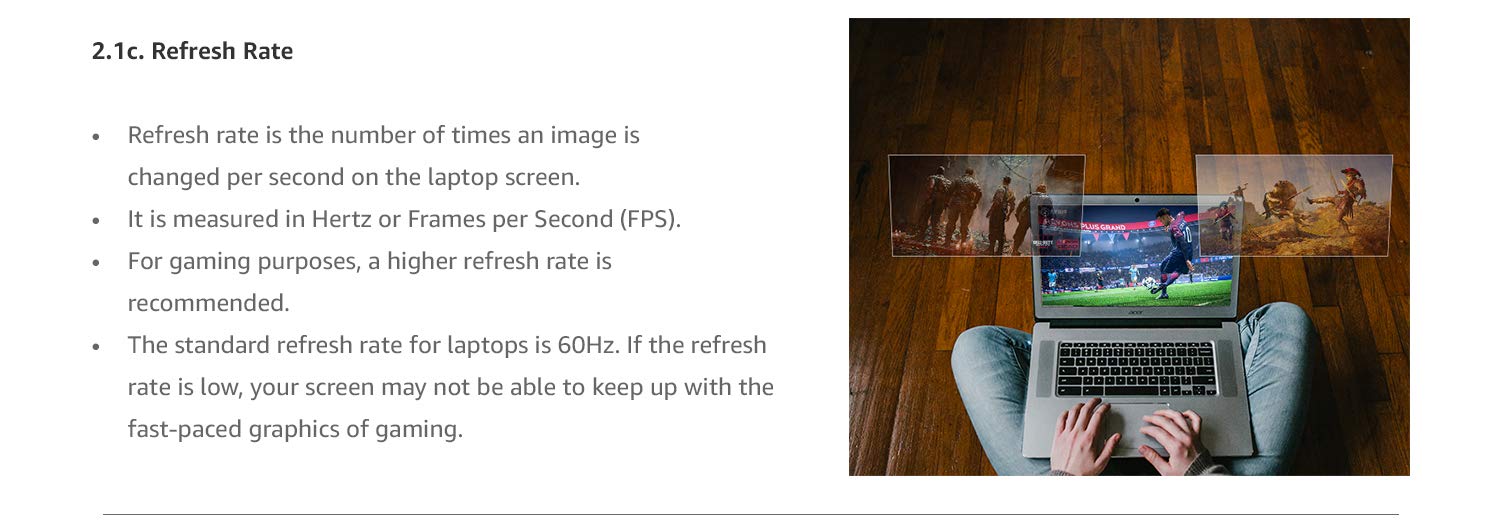 2.1c. Refresh Rate
• Refresh rate is the number of times an image is
changed per second on the laptop screen.
• It is measured in Hertz or Frames per Second (FPS).
• For gaming purposes, a higher refresh rate is
recommended.
• The standard refresh rate for laptops is 60Hz. If the refresh
rate is low, your screen may not be able to keep up with the
fast-paced graphics of gaming.
PLUS GRAND
10
acer